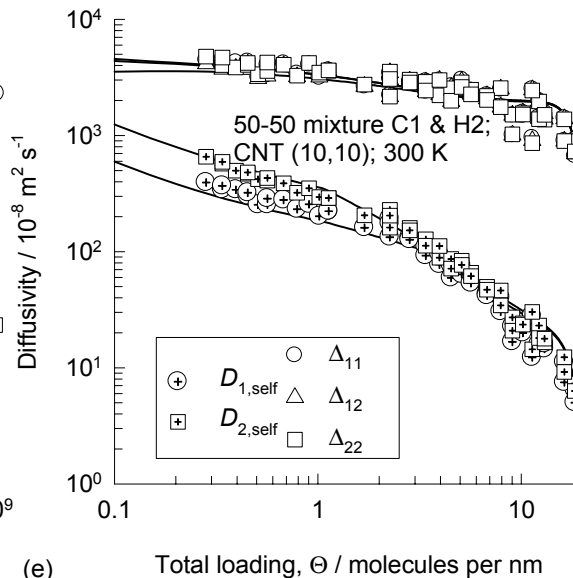 10⁴
10³
10²
10¹
10⁰
Diffusivity / 10⁻⁸ m² s⁻¹
50-50 mixture C1 & H2;
CNT (10,10); 300 K
D₁,self
D₂,self
Δ₁₁
Δ₁₂
Δ₂₂
0.1 1 10
0⁹
(e) Total loading, Θ / molecules per nm